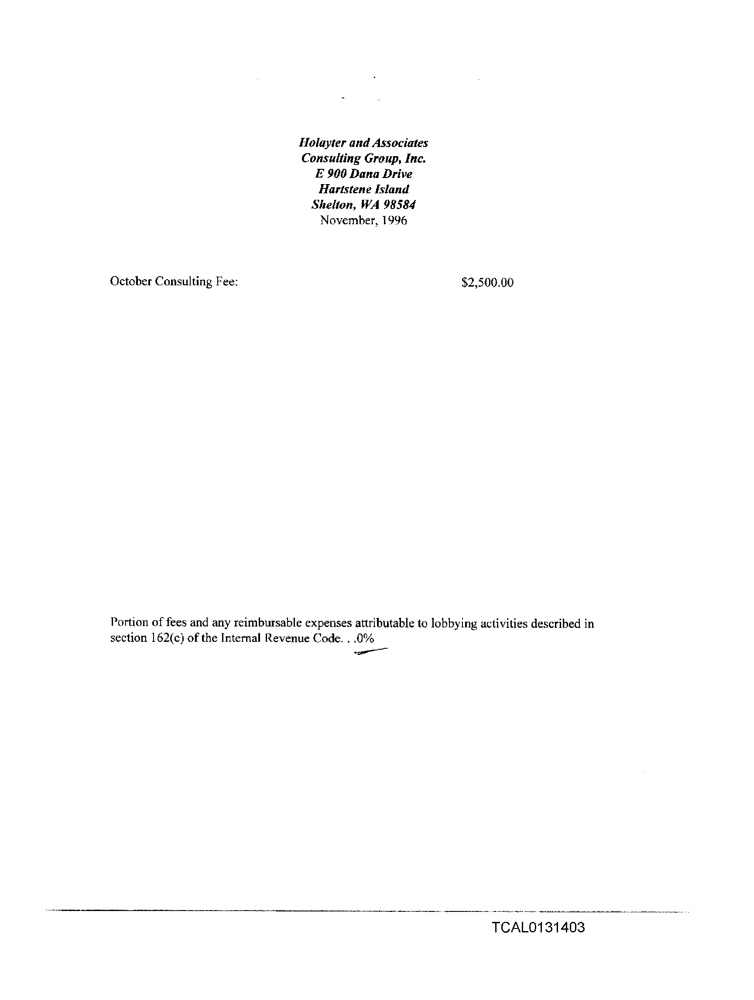 Holayter and Associates
Consulting Group, Inc.
E 900 Dana Drive
Hartstene Island
Shelton, WA 98584
November, 1996
October Consulting Fee: $2,500.00
Portion of fees and any reimbursable expenses attributable to lobbying activities described in
section 162(c) of the Internal Revenue Code. . .0%
TCAL0131403